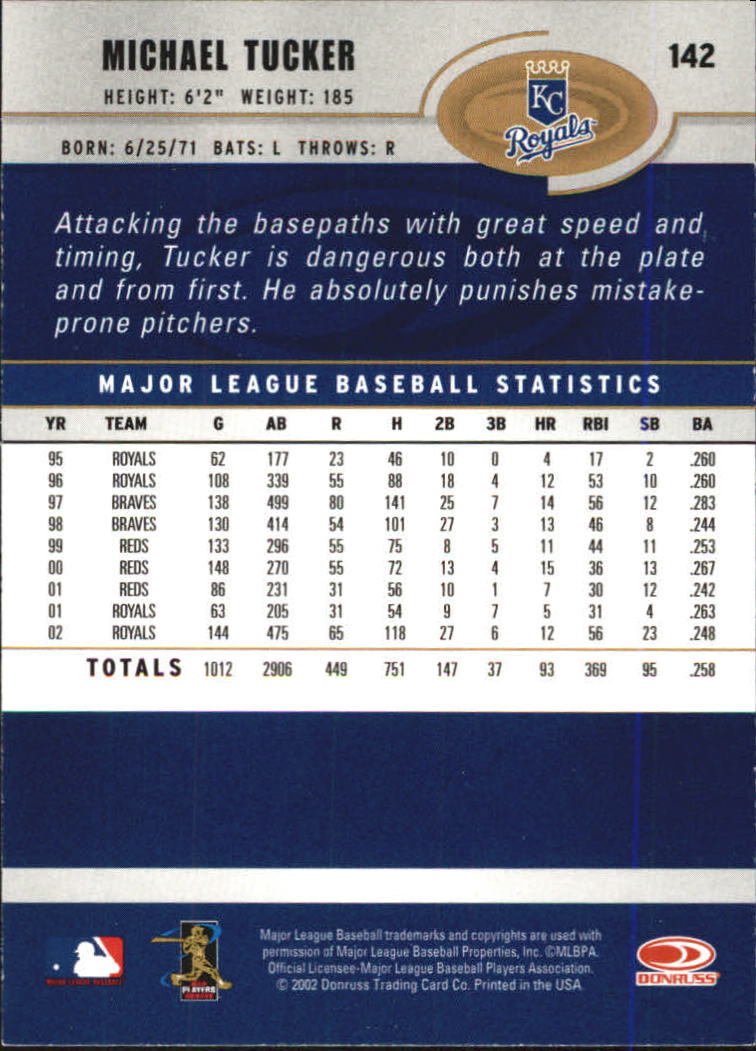 MICHAEL TUCKER
142
HEIGHT: 6'2" WEIGHT: 185
KC
Royals
BORN: 6/25/71 BATS: L THROWS: R
Attacking the basepaths with great speed and
timing, Tucker is dangerous both at the plate
and from first. He absolutely punishes mistake-
prone pitchers.
MAJOR LEAGUE BASEBALL STATISTICS
YR TEAM G AB R H 2B 3B HR RBI SB BA
95 ROYALS 62 177 23 46 10 0 4 17 2 .260
96 ROYALS 108 339 55 88 18 4 12 53 10 .260
97 BRAVES 138 499 80 141 25 7 14 56 12 .283
98 BRAVES 130 414 54 101 27 3 13 46 8 .244
99 REDS 133 296 55 75 8 5 11 44 11 .253
00 REDS 148 270 55 72 13 4 15 36 13 .267
01 REDS 86 231 31 56 10 1 7 30 12 .242
01 ROYALS 63 205 31 54 9 7 5 31 4 .263
02 ROYALS 144 475 65 118 27 6 12 56 23 .248
TOTALS 1012 2906 449 751 147 37 93 369 95 .258
Major League Baseball trademarks and copyrights are used with
permission of Major League Baseball Properties, Inc. ©MLBPA.
Official Licensee-Major League Baseball Players Association.
© 2002 Donruss Trading Card Co. Printed in the USA
MAJOR LEAGUE BASEBALL
MLB PLAYERS CHOICE
DONRUSS